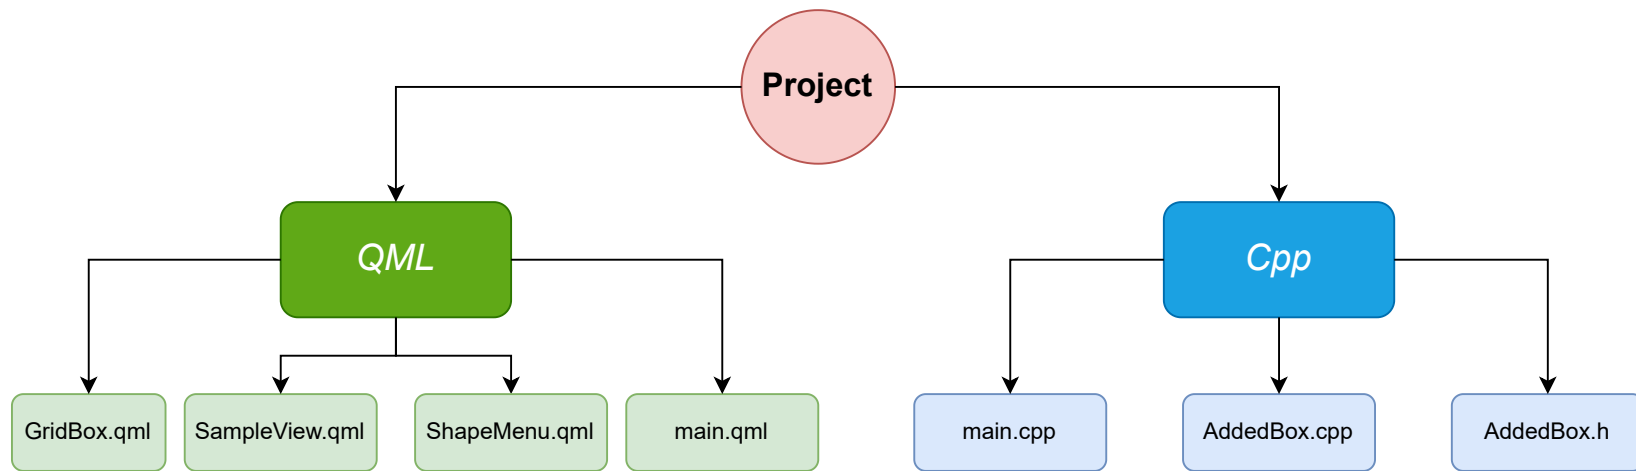 Project
QML
Cpp
GridBox.qml
SampleView.qml
ShapeMenu.qml
main.qml
main.cpp
AddedBox.cpp
AddedBox.h